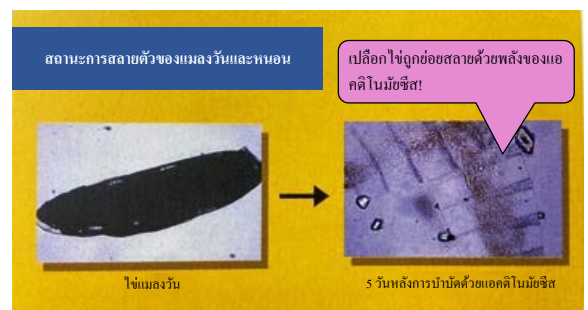 สถานะการสลายตัวของแมลงวันและหนอน
เปลือกไข่ถูกย่อยสลายด้วยพลังของแอ
คติโนมัยซีส!
ไข่แมลงวัน
5 วันหลังการบำบัดด้วยแอคติโนมัยซีส